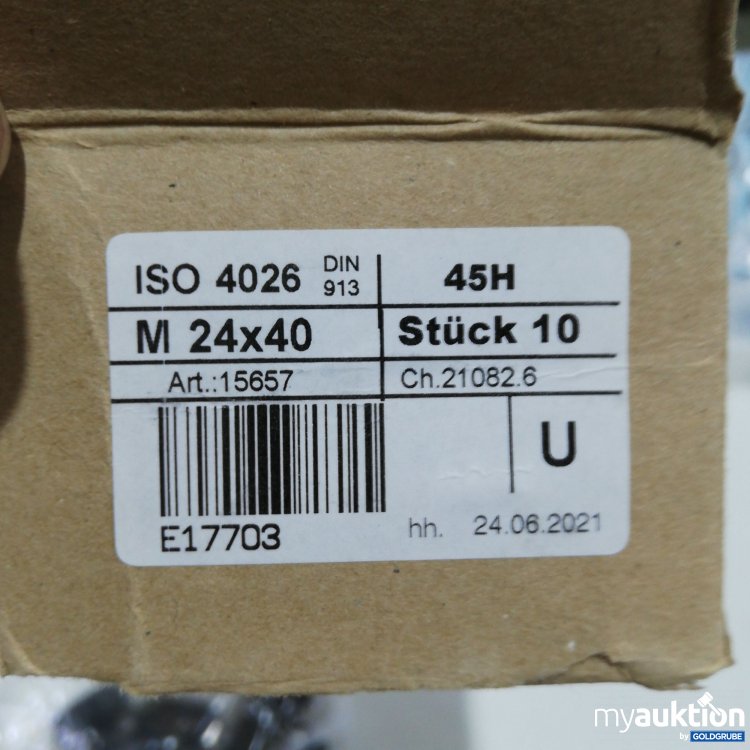 ISO 4026 DIN 913 45H
M 24x40 Stück 10
Art.:15657 Ch.21082.6
U
E17703 hh. 24.06.2021
myauktion
by GOLDGRUBE